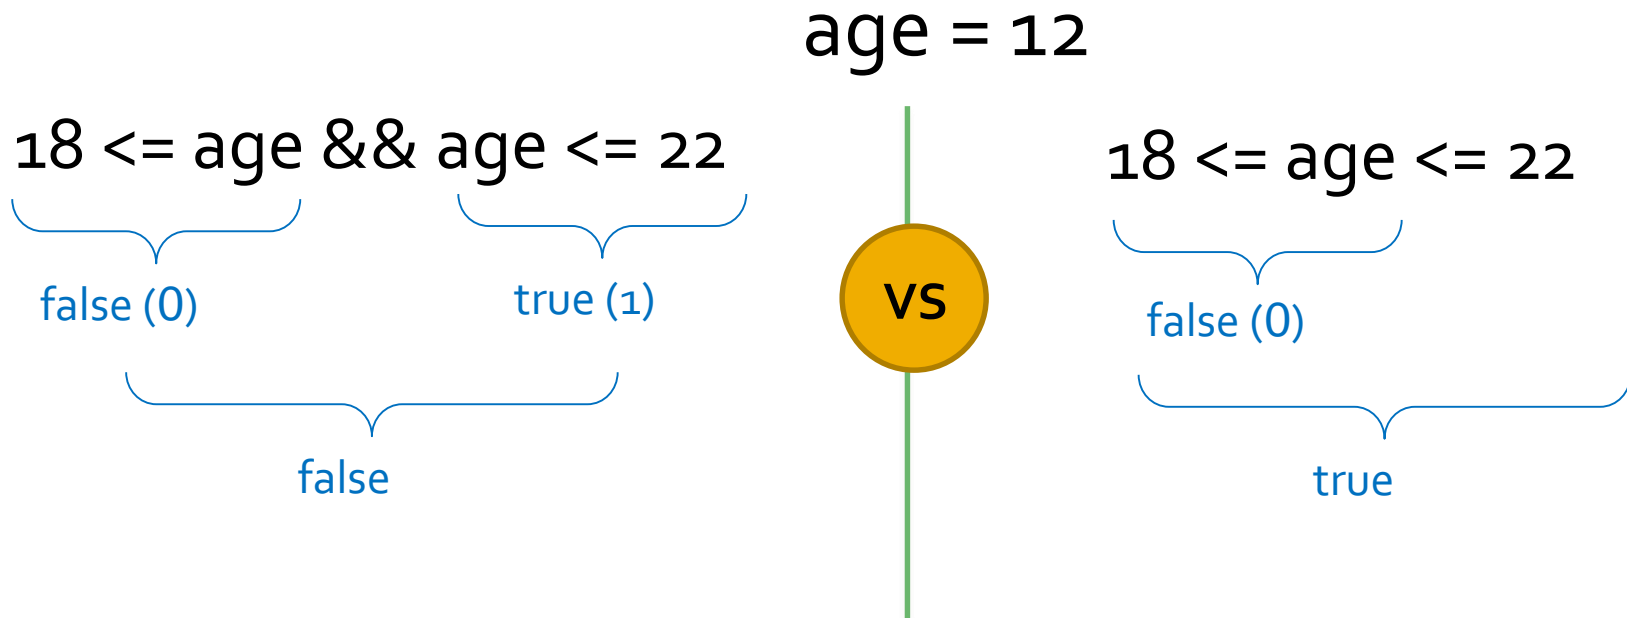 age = 12
18 <= age && age <= 22
false (0)
true (1)
false
vs
18 <= age <= 22
false (0)
true